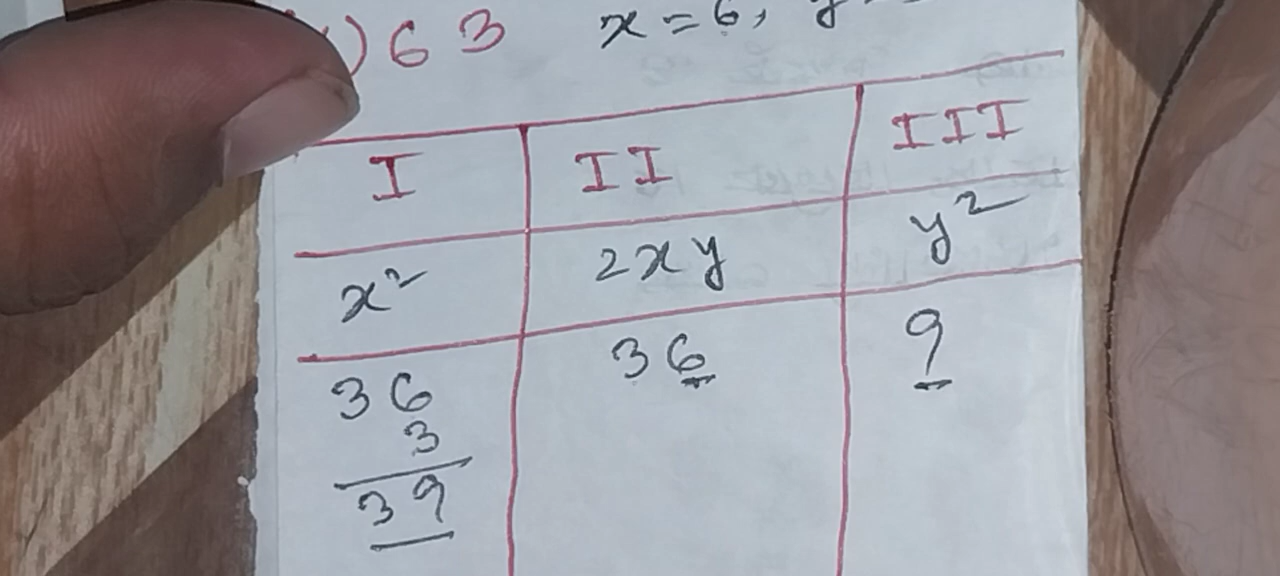 ) 63 x = 6, y
I II III
x² 2xy y²
36 36 9
3
39